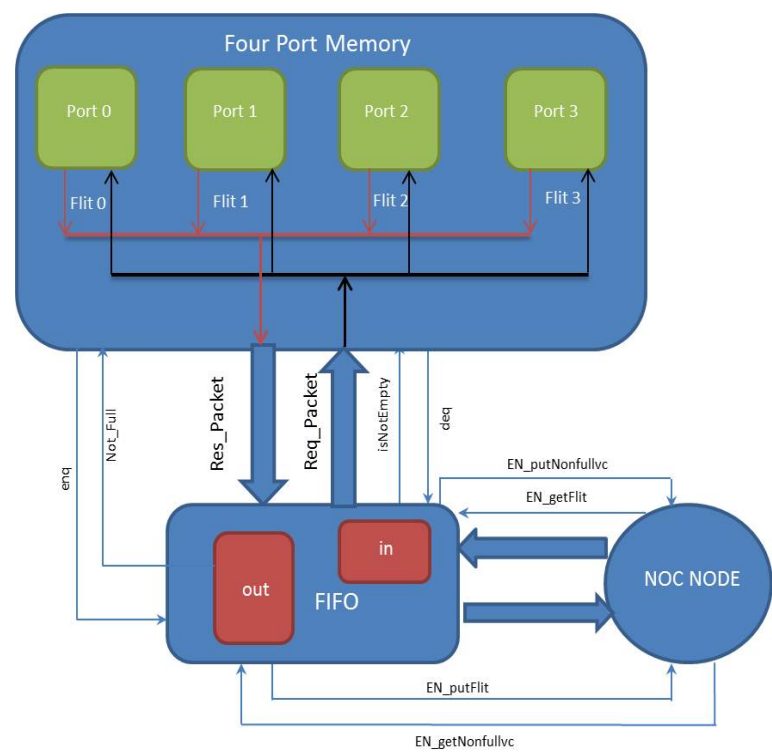 Four Port Memory
Port 0
Port 1
Port 2
Port 3
Flit 0
Flit 1
Flit 2
Flit 3
enq
Not_Full
Res_Packet
Req_Packet
isNotEmpty
deq
EN_putNonfullvc
EN_getFlit
in
out
FIFO
NOC NODE
EN_putFlit
EN_getNonfullvc